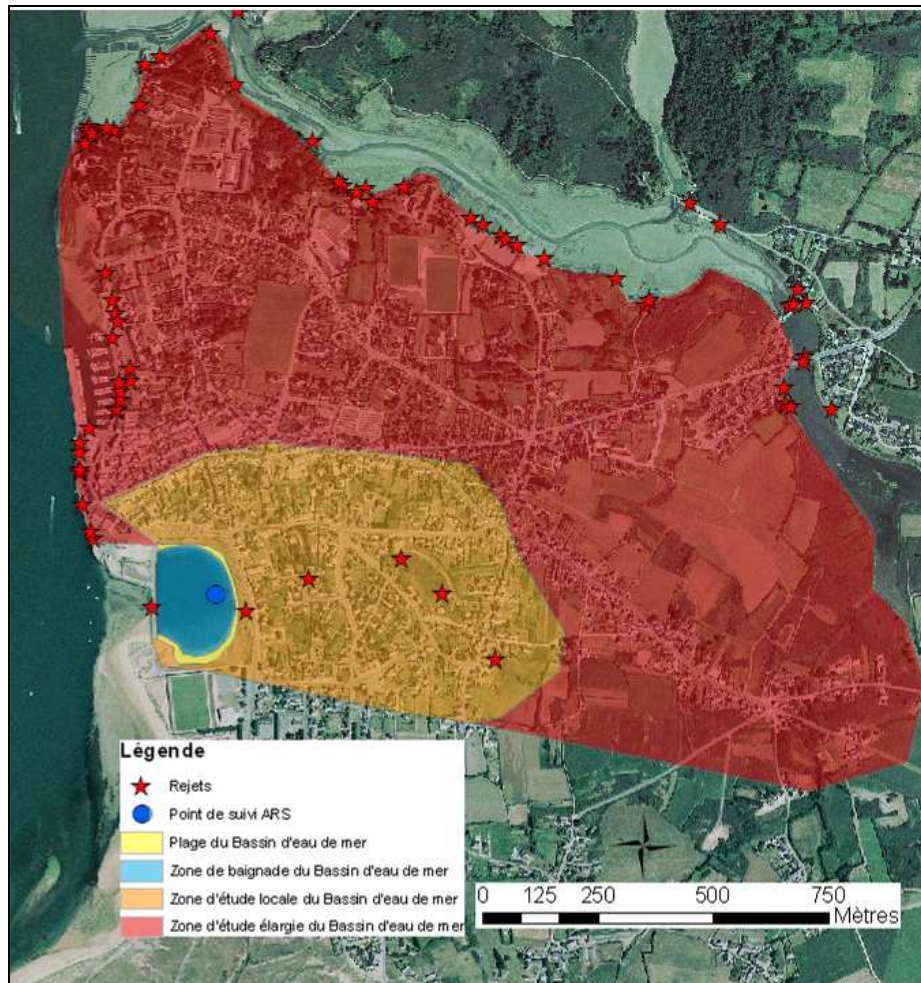 Légende
Rejets
Point de suivi ARS
Plage du Bassin d'eau de mer
Zone de baignade du Bassin d'eau de mer
Zone d'étude locale du Bassin d'eau de mer
Zone d'étude élargie du Bassin d'eau de mer
0 125 250 500 750
Mètres